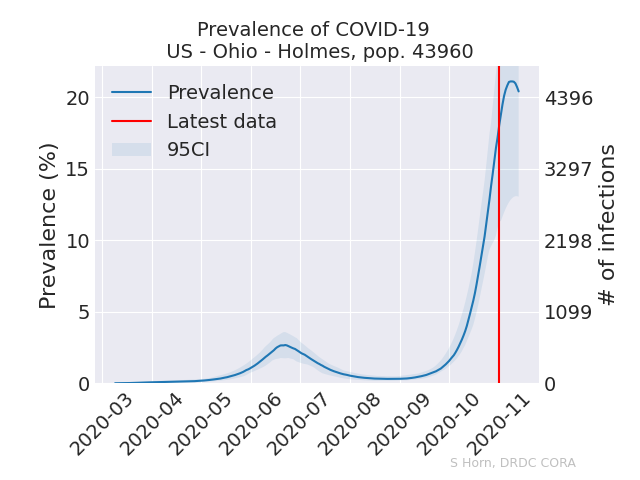 Prevalence of COVID-19
US - Ohio - Holmes, pop. 43960
Prevalence
Latest data
95CI
Prevalence (%)
20
15
10
5
0
# of infections
4396
3297
2198
1099
0
2020-03
2020-04
2020-05
2020-06
2020-07
2020-08
2020-09
2020-10
2020-11
S Horn, DRDC CORA